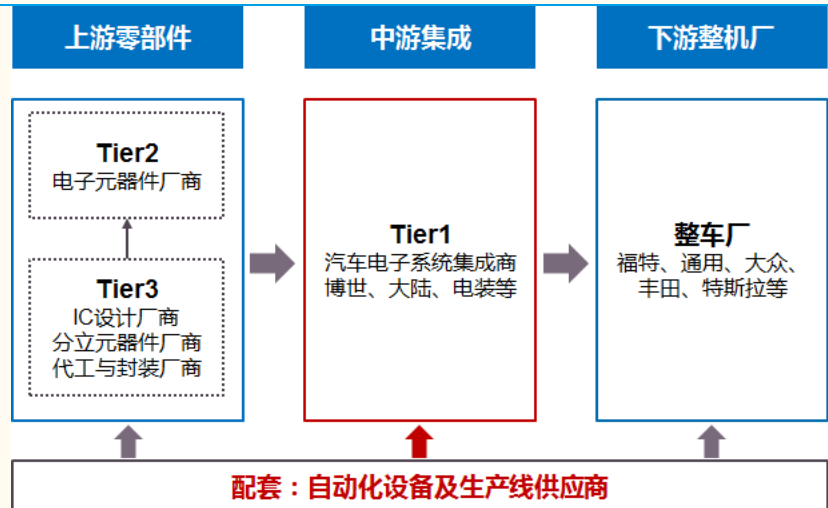 上游零部件
中游集成
下游整机厂
Tier2
电子元器件厂商
Tier3
IC设计厂商
分立元器件厂商
代工与封装厂商
Tier1
汽车电子系统集成商
博世、大陆、电装等
整车厂
福特、通用、大众、
丰田、特斯拉等
配套：自动化设备及生产线供应商